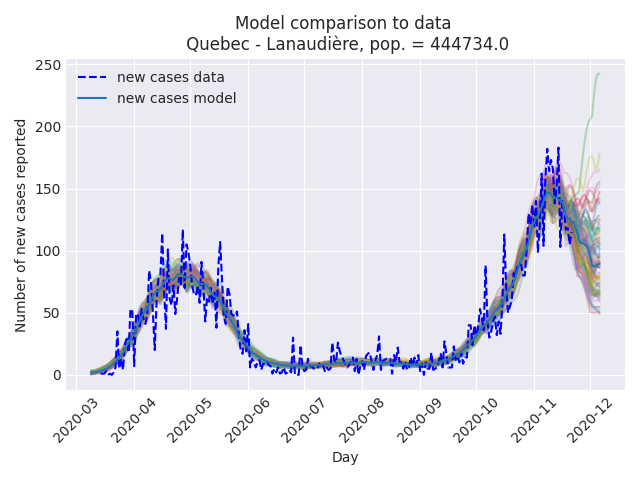 Model comparison to data
Quebec - Lanaudière, pop. = 444734.0
new cases data
new cases model
Number of new cases reported
250
200
150
100
50
0
2020-03
2020-04
2020-05
2020-06
2020-07
2020-08
2020-09
2020-10
2020-11
2020-12
Day